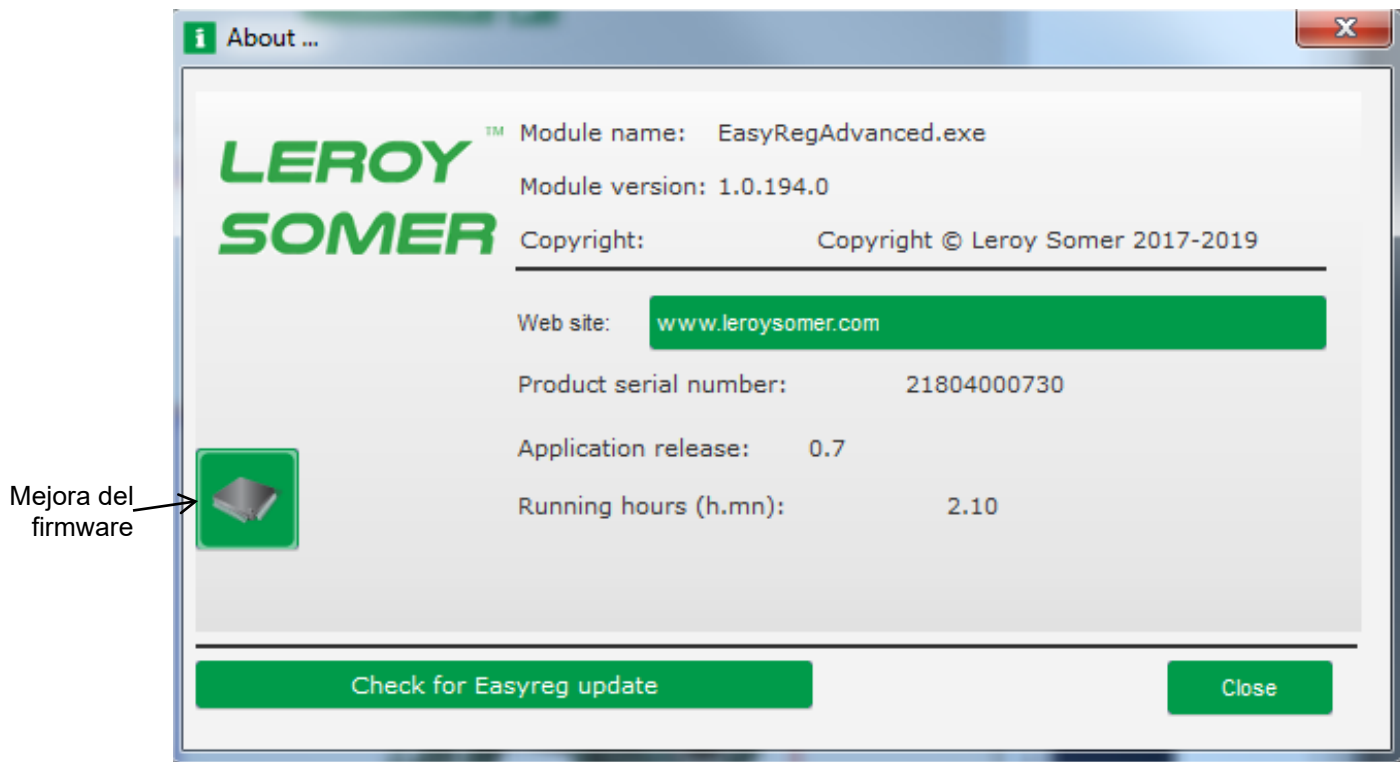 About ...
x
LEROY™
SOMER
Module name: EasyRegAdvanced.exe
Module version: 1.0.194.0
Copyright: Copyright © Leroy Somer 2017-2019
Web site: www.leroysomer.com
Product serial number: 21804000730
Application release: 0.7
Mejora del
firmware
Running hours (h.mn): 2.10
Check for Easyreg update
Close